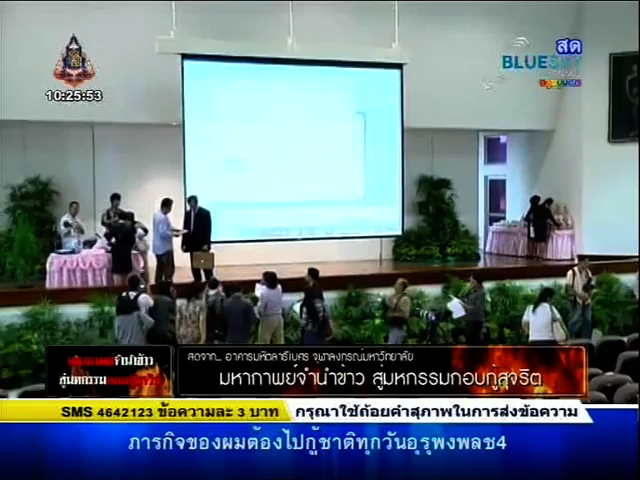 สด
BLUESKY
10:25:53
สดจาก.. อาคารมหิตลาธิเบศร จุฬาลงกรณ์มหาวิทยาลัย
มหากาพย์จำนำข้าว สู่มหกรรมกอบกู้สุจริต
SMS 4642123 ข้อความละ 3 บาท กรุณาใช้ถ้อยคำสุภาพในการส่งข้อความ
ภารกิจของผมต้องไปกู้ชาติทุกวันอุรุพงพลช4